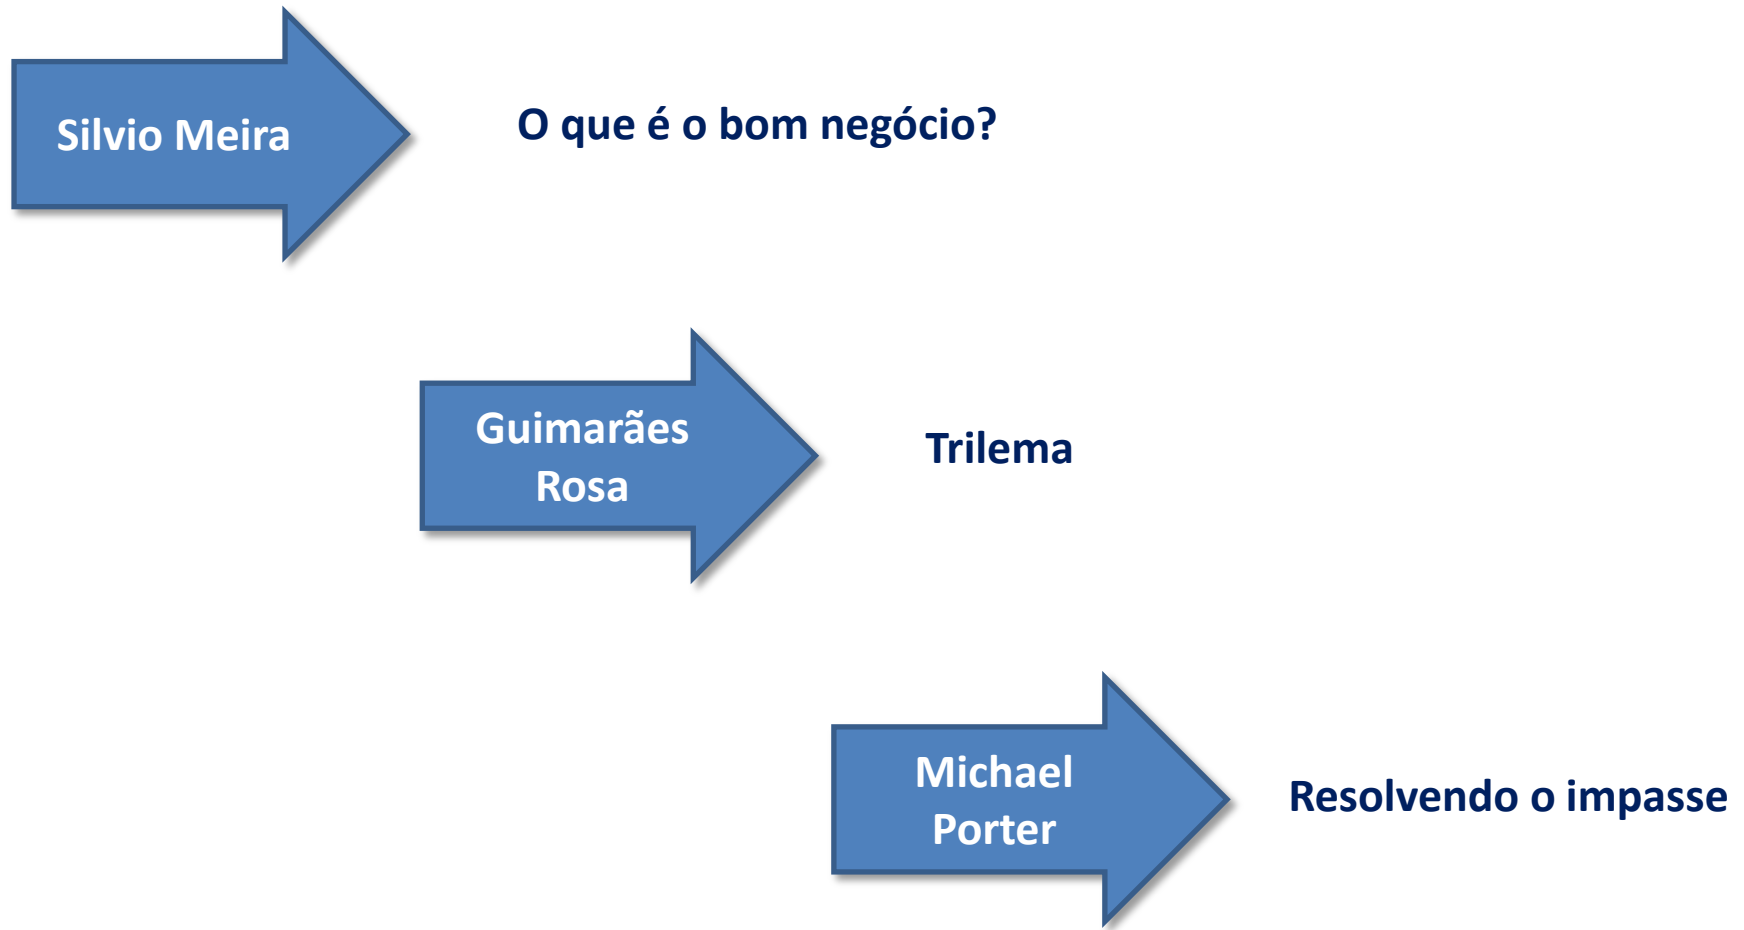 Silvio Meira
O que é o bom negócio?
Guimarães
Rosa
Trilema
Michael
Porter
Resolvendo o impasse